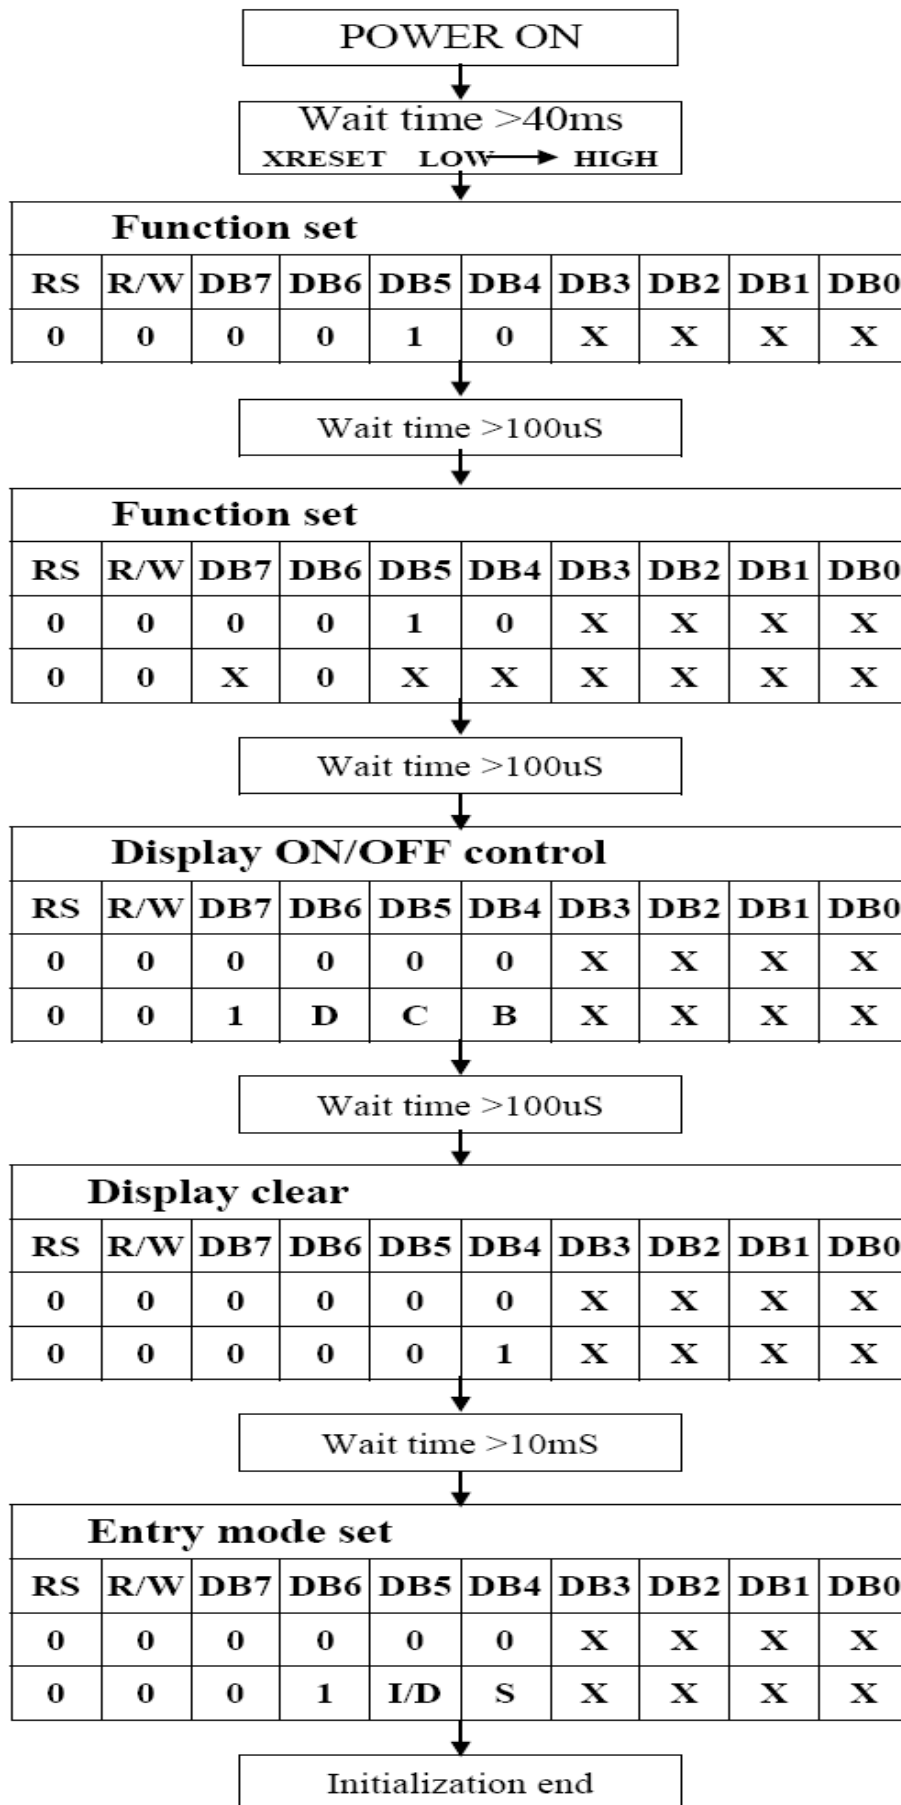 POWER ON
Wait time >40ms
XRESET LOW → HIGH
Function set
RS R/W DB7 DB6 DB5 DB4 DB3 DB2 DB1 DB0
0 0 0 0 1 0 X X X X
Wait time >100uS
Function set
RS R/W DB7 DB6 DB5 DB4 DB3 DB2 DB1 DB0
0 0 0 0 1 0 X X X X
0 0 X 0 X X X X X X
Wait time >100uS
Display ON/OFF control
RS R/W DB7 DB6 DB5 DB4 DB3 DB2 DB1 DB0
0 0 0 0 0 0 X X X X
0 0 1 D C B X X X X
Wait time >100uS
Display clear
RS R/W DB7 DB6 DB5 DB4 DB3 DB2 DB1 DB0
0 0 0 0 0 0 X X X X
0 0 0 0 0 1 X X X X
Wait time >10mS
Entry mode set
RS R/W DB7 DB6 DB5 DB4 DB3 DB2 DB1 DB0
0 0 0 0 0 0 X X X X
0 0 0 1 I/D S X X X X
Initialization end